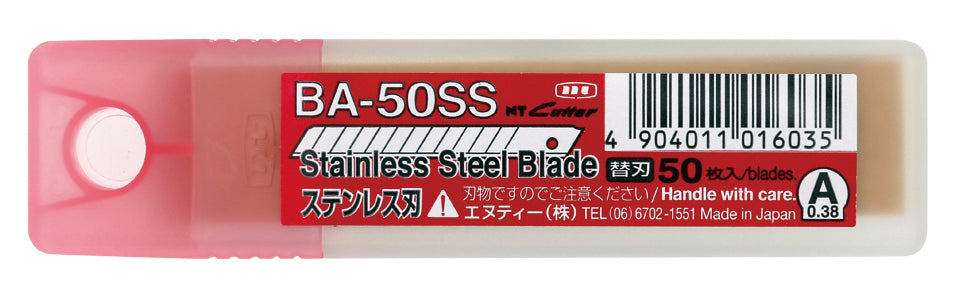 BA-50SS
NT Cutter
4 904011 016035
Stainless Steel Blade 替刃 50枚入/blades.
ステンレス刃
刃物ですのでご注意ください/Handle with care.
エヌティー(株) TEL (06) 6702-1551 Made in Japan
A
0.38